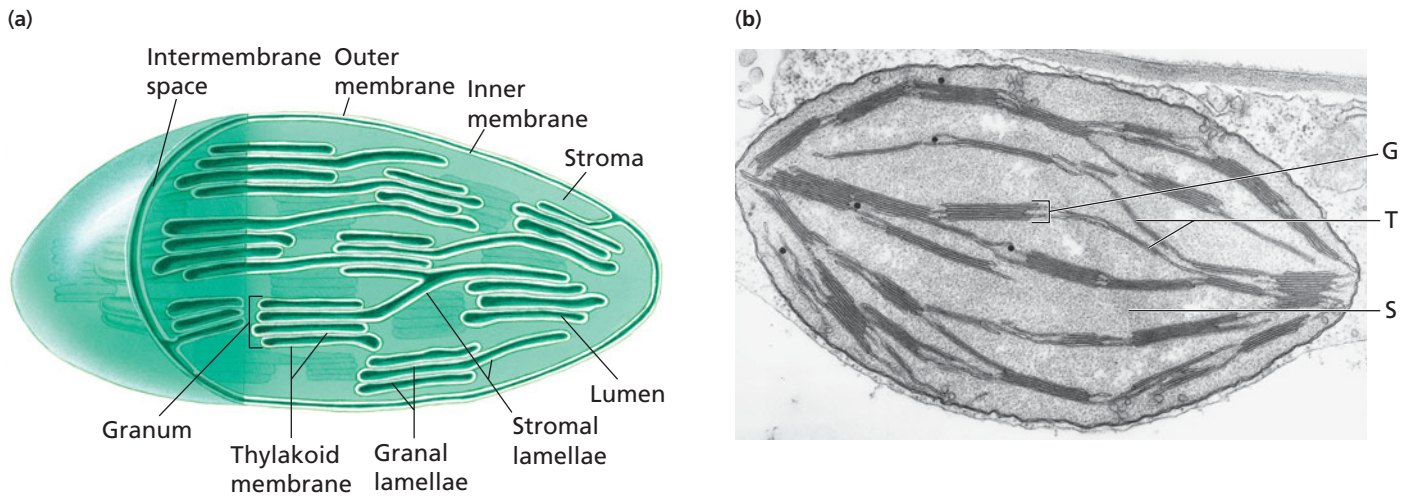 (a)
Intermembrane
space
Outer
membrane
Inner
membrane
Stroma
Granum
Thylakoid
membrane
Granal
lamellae
Stromal
lamellae
Lumen
(b)
G
T
S